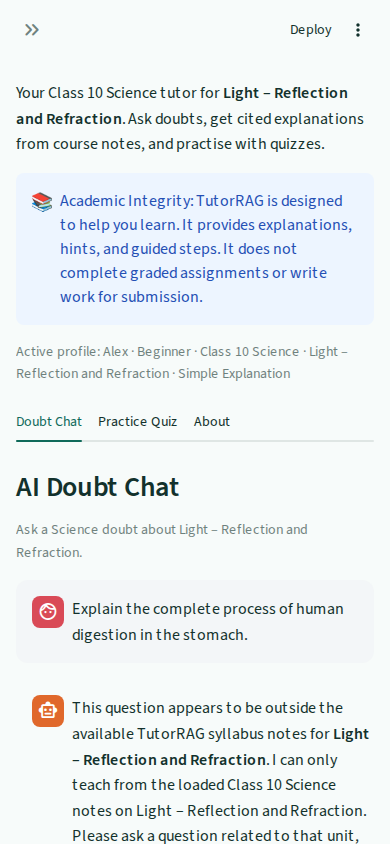 Deploy
Your Class 10 Science tutor for Light – Reflection
and Refraction. Ask doubts, get cited explanations
from course notes, and practise with quizzes.
Academic Integrity: TutorRAG is designed
to help you learn. It provides explanations,
hints, and guided steps. It does not
complete graded assignments or write
work for submission.
Active profile: Alex · Beginner · Class 10 Science · Light –
Reflection and Refraction · Simple Explanation
Doubt Chat Practice Quiz About
AI Doubt Chat
Ask a Science doubt about Light – Reflection and
Refraction.
Explain the complete process of human
digestion in the stomach.
This question appears to be outside the
available TutorRAG syllabus notes for Light
– Reflection and Refraction. I can only
teach from the loaded Class 10 Science
notes on Light – Reflection and Refraction.
Please ask a question related to that unit,